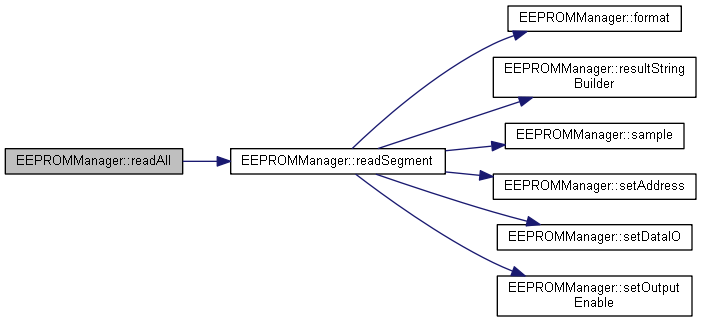 EEPROMManager::readAll
EEPROMManager::readSegment
EEPROMManager::format
EEPROMManager::resultString
Builder
EEPROMManager::sample
EEPROMManager::setAddress
EEPROMManager::setDataIO
EEPROMManager::setOutput
Enable